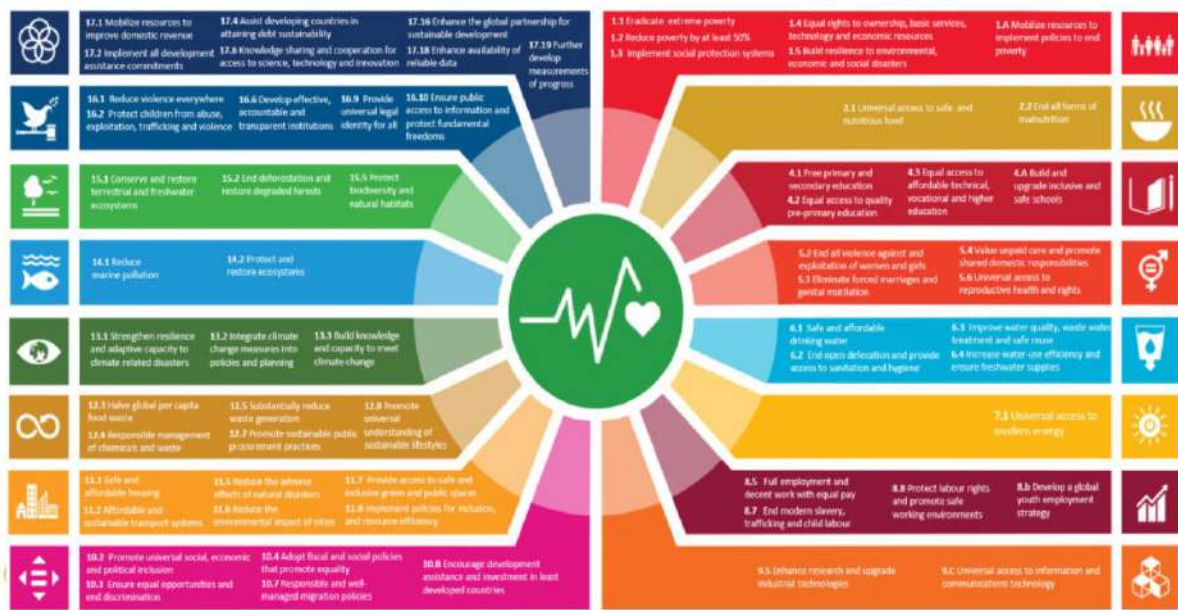 17.1 Mobilize resources to
improve domestic revenue
17.2 Implement all development
assistance commitments
17.4 Assist developing countries in
attaining debt sustainability
17.6 Knowledge sharing and cooperation for
access to science, technology and innovation
17.16 Enhance the global partnership for
sustainable development
17.18 Enhance availability of
reliable data
17.19 Further
develop
measurements
of progress
16.1 Reduce violence everywhere
16.2 Protect children from abuse,
exploitation, trafficking and violence
16.6 Develop effective,
accountable and
transparent institutions
16.9 Provide
universal legal
identity for all
16.10 Ensure public
access to information and
protect fundamental
freedoms
15.1 Conserve and restore
terrestrial and freshwater
ecosystems
15.2 End deforestation and
restore degraded forests
15.5 Protect
biodiversity and
natural habitats
14.1 Reduce
marine pollution
14.2 Protect and
restore ecosystems
13.1 Strengthen resilience
and adaptive capacity to
climate related disasters
13.2 Integrate climate
change measures into
policies and planning
13.3 Build knowledge
and capacity to meet
climate change
12.3 Halve global per capita
food waste
12.4 Responsible management
of chemicals and waste
12.5 Substantially reduce
waste generation
12.7 Promote sustainable public
procurement practices
12.8 Promote
universal
understanding of
sustainable lifestyles
11.1 Safe and
affordable housing
11.2 Affordable and
sustainable transport systems
11.5 Reduce the adverse
effects of natural disasters
11.6 Reduce the
environmental impact of cities
11.7 Provide access to safe and
inclusive green and public spaces
11.8 Implement policies for inclusion,
and resource efficiency
10.2 Promote universal social, economic
and political inclusion
10.3 Ensure equal opportunities and
end discrimination
10.4 Adopt fiscal and social policies
that promote equality
10.7 Responsible and well-
managed migration policies
10.B Encourage development
assistance and investment in least
developed countries
1.1 Eradicate extreme poverty
1.2 Reduce poverty by at least 50%
1.3 Implement social protection systems
1.4 Equal rights to ownership, basic services,
technology and economic resources
1.5 Build resilience to environmental,
economic and social disasters
1.A Mobilize resources to
implement policies to end
poverty
2.1 Universal access to safe and
nutritious food
2.2 End all forms of
malnutrition
4.1 Free primary and
secondary education
4.2 Equal access to quality
pre-primary education
4.3 Equal access to
affordable technical,
vocational and higher
education
4.A Build and
upgrade inclusive and
safe schools
5.2 End all violence against and
exploitation of women and girls
5.3 Eliminate forced marriages and
genital mutilation
5.4 Value unpaid care and promote
shared domestic responsibilities
5.6 Universal access to
reproductive health and rights
6.1 Safe and affordable
drinking water
6.2 End open defecation and provide
access to sanitation and hygiene
6.3 Improve water quality, waste water
treatment and safe reuse
6.4 Increase water-use efficiency and
ensure freshwater supplies
7.1 Universal access to
modern energy
8.5 Full employment and
decent work with equal pay
8.7 End modern slavery,
trafficking and child labour
8.8 Protect labour rights
and promote safe
working environments
8.b Develop a global
youth employment
strategy
9.5 Enhance research and upgrade
industrial technologies
9.C Universal access to information and
communications technology